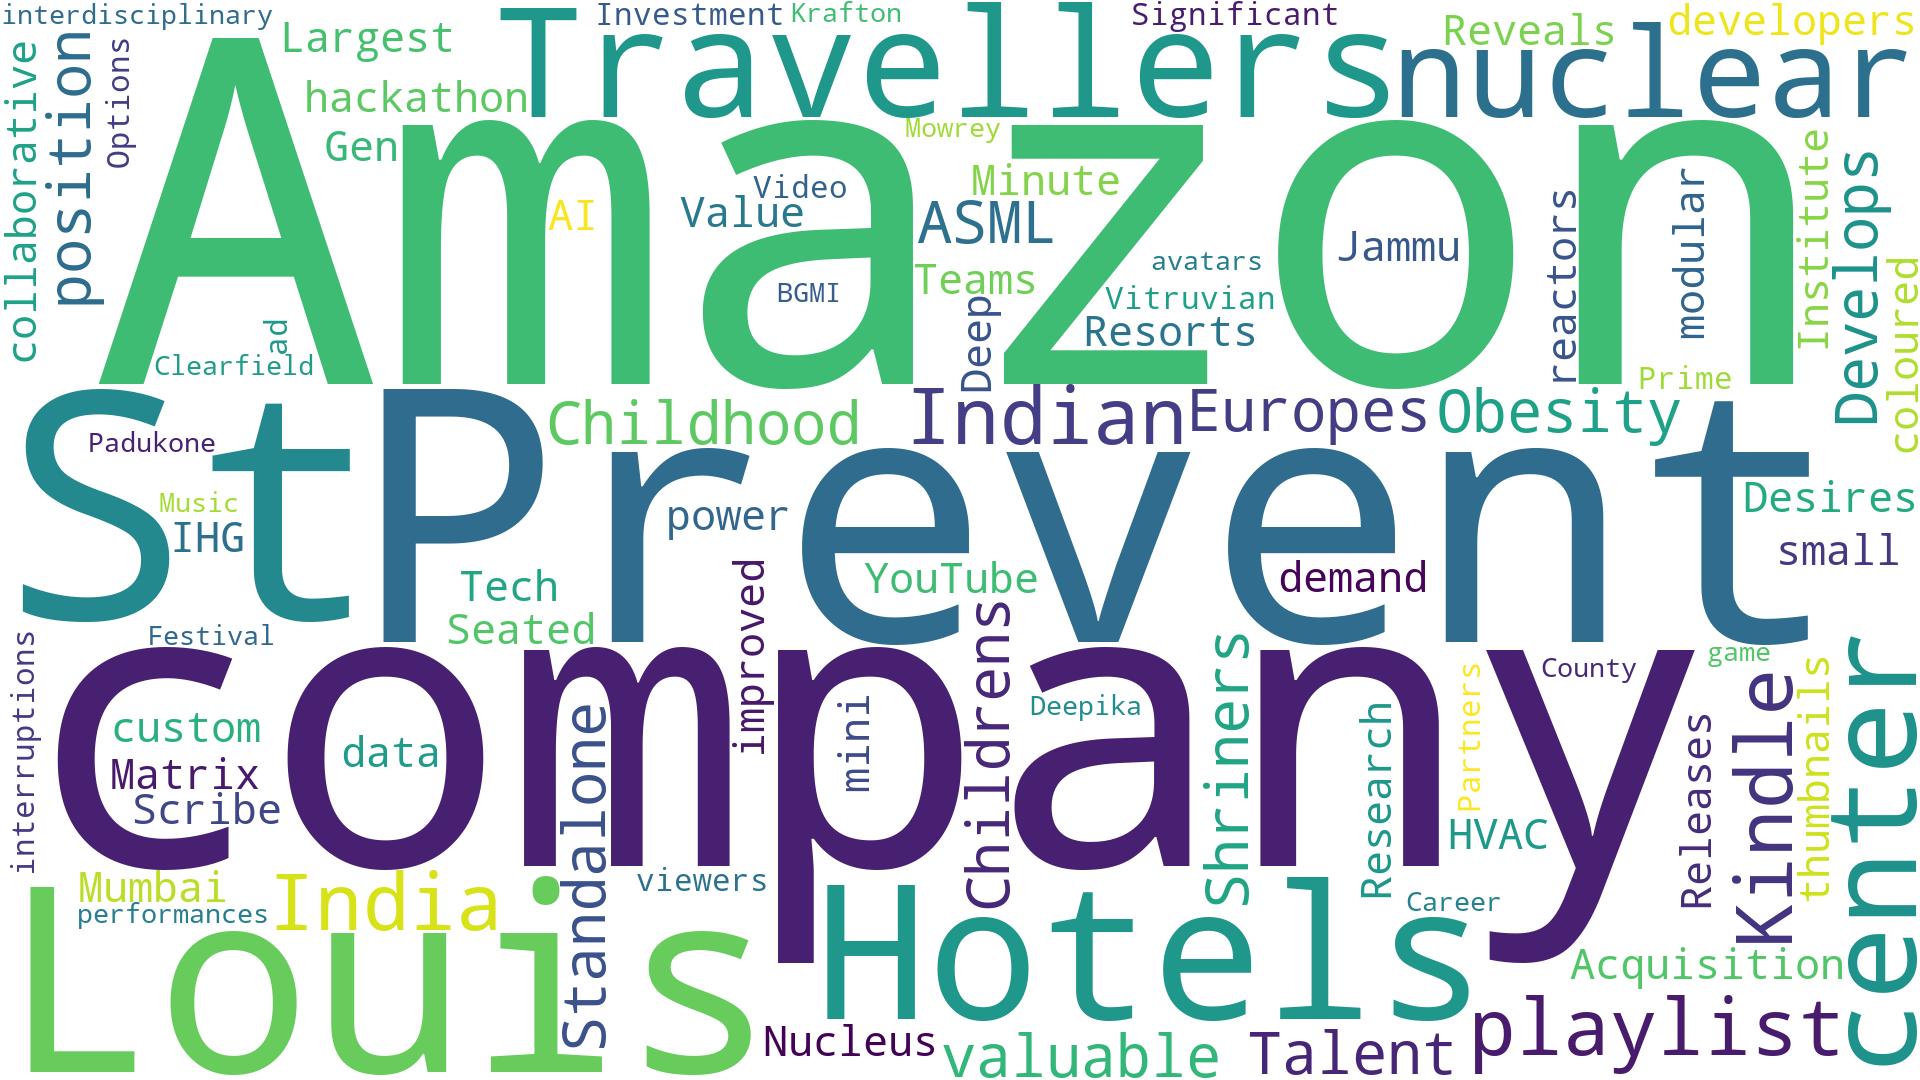 interdisciplinary
Largest
Travellers
Investment
Krafton
Significant
Reveals
developers
nuclear
collaborative
position
Options
hackathon
Gen
Amazon
AI
Mowrey
Video
Value
Minute
ASML
Teams
BGMI
avatars
Vitruvian
Resorts
Deep
Jammu
reactors
modular
Institute
Develops
coloured
Prime
ad
Clearfield
St
Prevent
Childhood
Indian
Europes
Obesity
Padukone
Music
IHG
power
Desires
small
Tech
YouTube
demand
Seated
Festival
improved
Childrens
Shriners
County
game
interruptions
company
custom
data
Matrix
Scribe
standalone
mini
Deepika
Research
Partners
HVAC
Releases
Kindle
thumbnails
center
Mumbai
performances
India
viewers
Career
Louis
Hotels
Acquisition
Nucleus
valuable
Talent
playlist